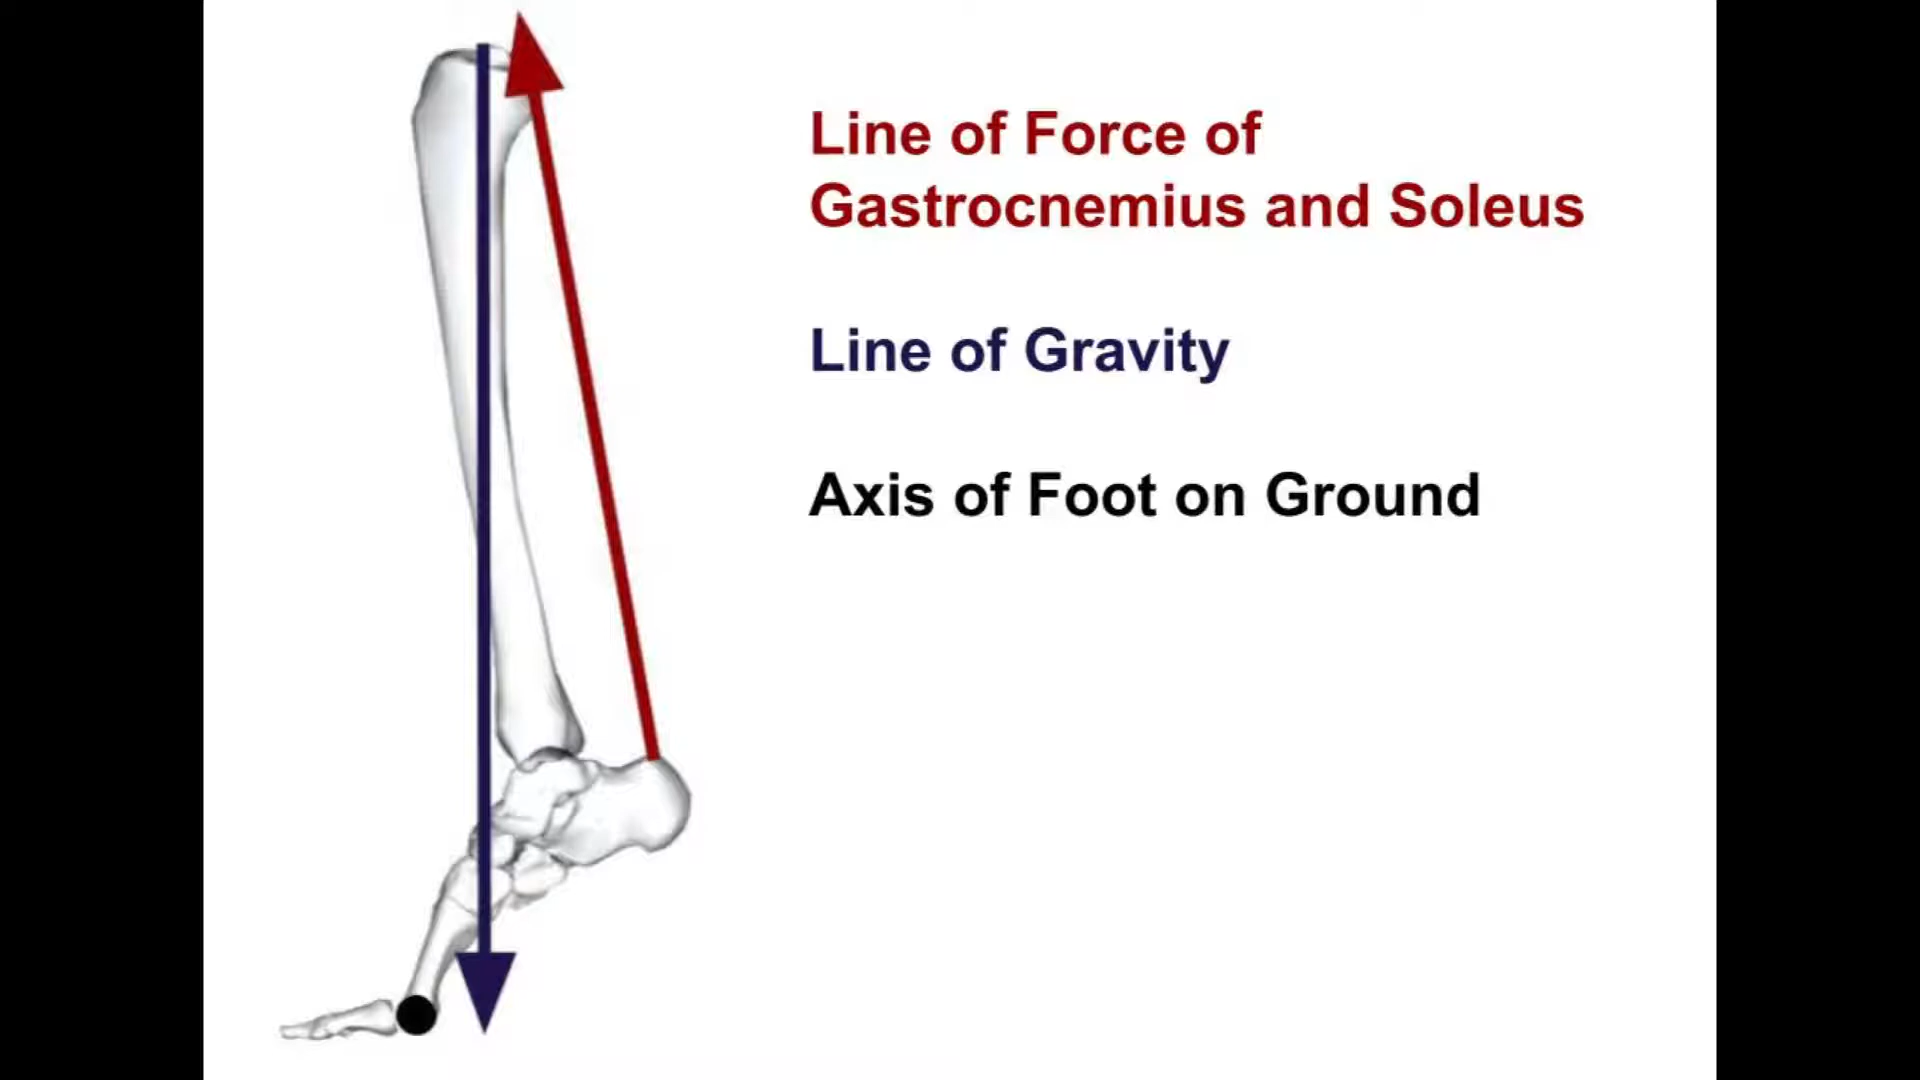 Line of Force of
Gastrocnemius and Soleus
Line of Gravity
Axis of Foot on Ground